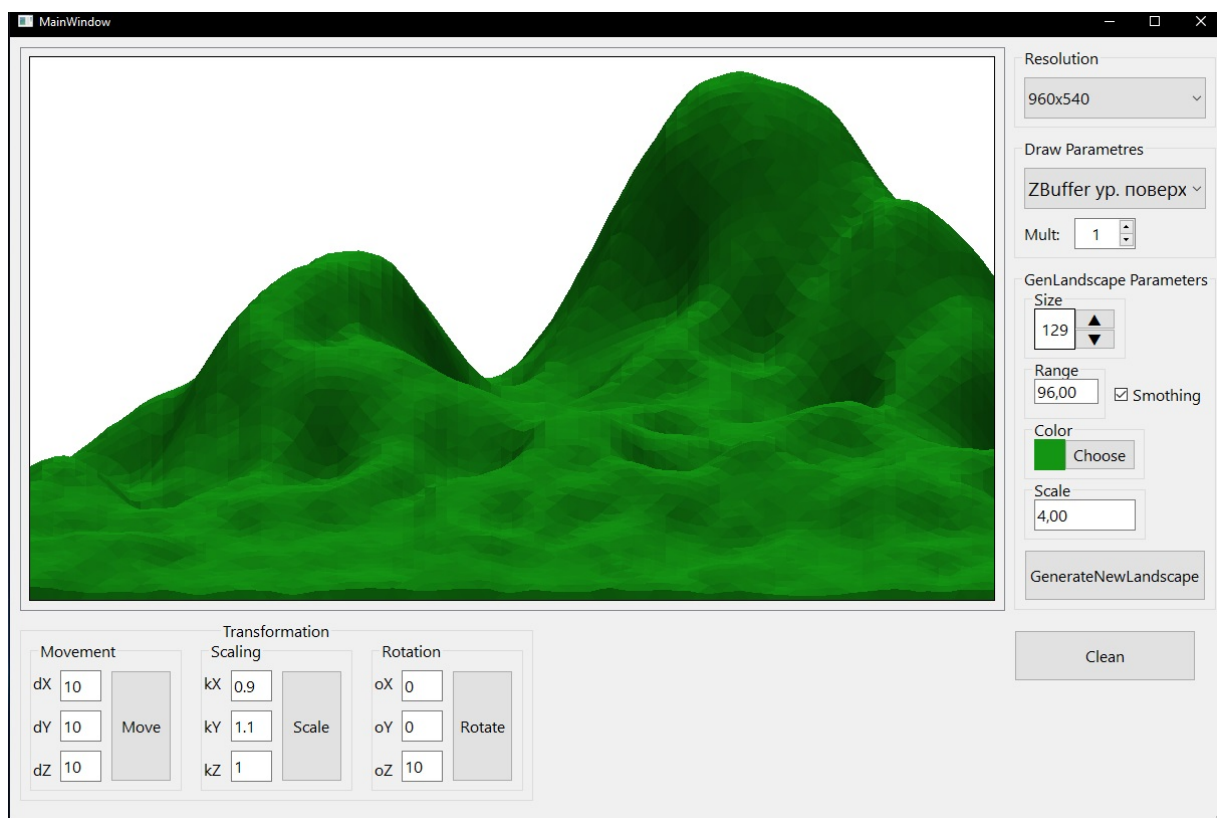 MainWindow
Resolution
960x540
Draw Parametres
ZBuffer ур. поверх
Mult: 1
GenLandscape Parameters
Size
129
Range
96,00
Smothing
Color
Choose
Scale
4,00
GenerateNewLandscape
Clean
Transformation
Movement
dX 10
dY 10
dZ 10
Move
Scaling
kX 0.9
kY 1.1
kZ 1
Scale
Rotation
oX 0
oY 0
oZ 10
Rotate